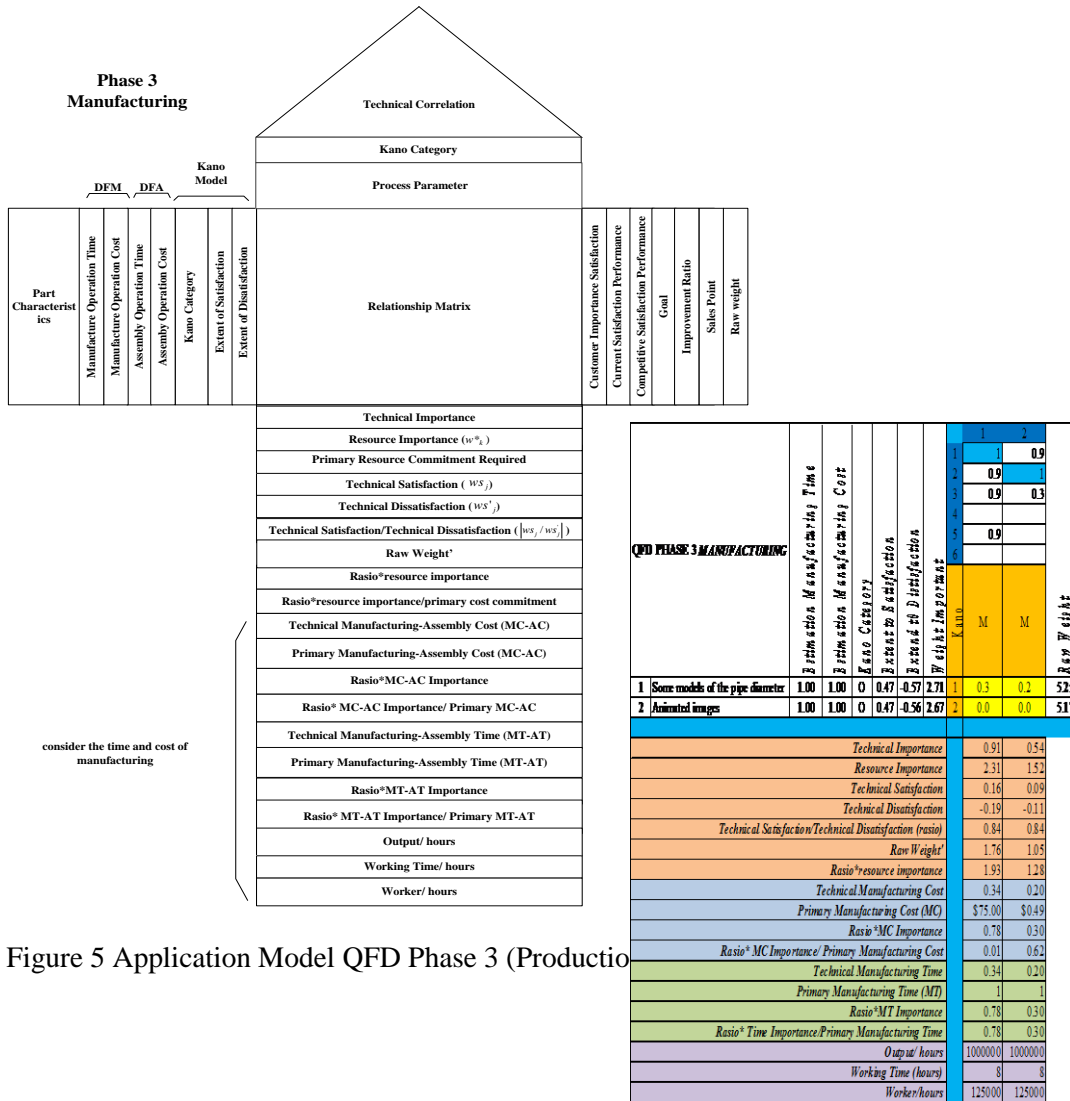 Phase 3
Manufacturing
Technical Correlation
Kano Category
Process Parameter
DFM
DFA
Kano
Model
Part
Characterist
ics
Manufacture Operation Time
Manufacture Operation Cost
Assembly Operation Time
Assemby Operation Cost
Kano Category
Extent of Satisfaction
Extent of Disatisfaction
Relationship Matrix
Customer Importance Satisfaction
Current Satisfaction Performance
Competitive Satisfaction Performance
Goal
Improvement Ratio
Sales Point
Raw weight
Technical Importance
Resource Importance (w*k)
Primary Resource Commitment Required
Technical Satisfaction ( wsj)
Technical Dissatisfaction (ws'j)
Technical Satisfaction/Technical Dissatisfaction ( |wsj / wsj| )
Raw Weight’
Rasio*resource importance
Rasio*resource importance/primary cost commitment
Technical Manufacturing-Assembly Cost (MC-AC)
Primary Manufacturing-Assembly Cost (MC-AC)
Rasio*MC-AC Importance
Rasio* MC-AC Importance/ Primary MC-AC
Technical Manufacturing-Assembly Time (MT-AT)
Primary Manufacturing-Assembly Time (MT-AT)
Rasio*MT-AT Importance
Rasio* MT-AT Importance/ Primary MT-AT
Output/ hours
Working Time/ hours
Worker/ hours
consider the time and cost of
manufacturing
Figure 5 Application Model QFD Phase 3 (Productio
QFD PHASE 3 MANUFACTURING
Estimation Manufacturing Time
Estimation Manufacturing Cost
Kano Category
Extent to Satisfaction
Extend to Disatisfaction
Weight Important
Kano
Raw Weight
1 2
1 1 0.9
2 0.9 1
3 0.9 0.3
4
5 0.9
6
M M
1 Some models of the pipe diameter 1.00 1.00 O 0.47 -0.57 2.71 1 0.3 0.2
2 Animated images 1.00 1.00 O 0.47 -0.56 2.67 2 0.0 0.0
Technical Importance 0.91 0.54
Resource Importance 2.31 1.52
Technical Satisfaction 0.16 0.09
Technical Disatisfaction -0.19 -0.11
Technical Satisfaction/Technical Disatisfaction (rasio) 0.84 0.84
Raw Weight' 1.76 1.05
Rasio*resource importance 1.93 1.28
Technical Manufacturing Cost 0.34 0.20
Primary Manufacturing Cost (MC) $75.00 $0.49
Rasio*MC Importance 0.78 0.30
Rasio* MC Importance/ Primary Manufacturing Cost 0.01 0.62
Technical Manufacturing Time 0.34 0.20
Primary Manufacturing Time (MT) 1 1
Rasio*MT Importance 0.78 0.30
Rasio* Time Importance/Primary Manufacturing Time 0.78 0.30
Output/ hours 1000000 1000000
Working Time (hours) 8 8
Worker/hours 125000 125000